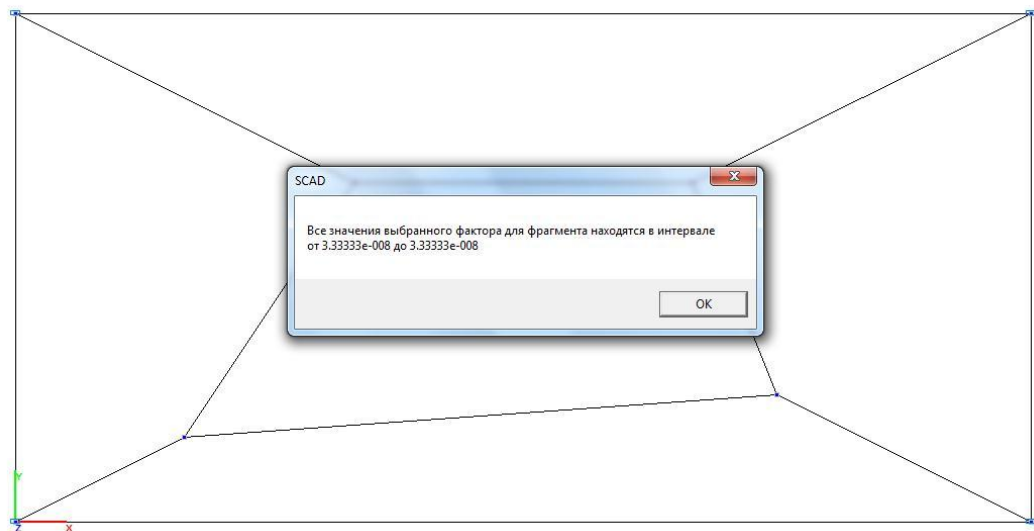 SCAD
Все значения выбранного фактора для фрагмента находятся в интервале
от 3.33333e-008 до 3.33333e-008
OK
Y
Z
X